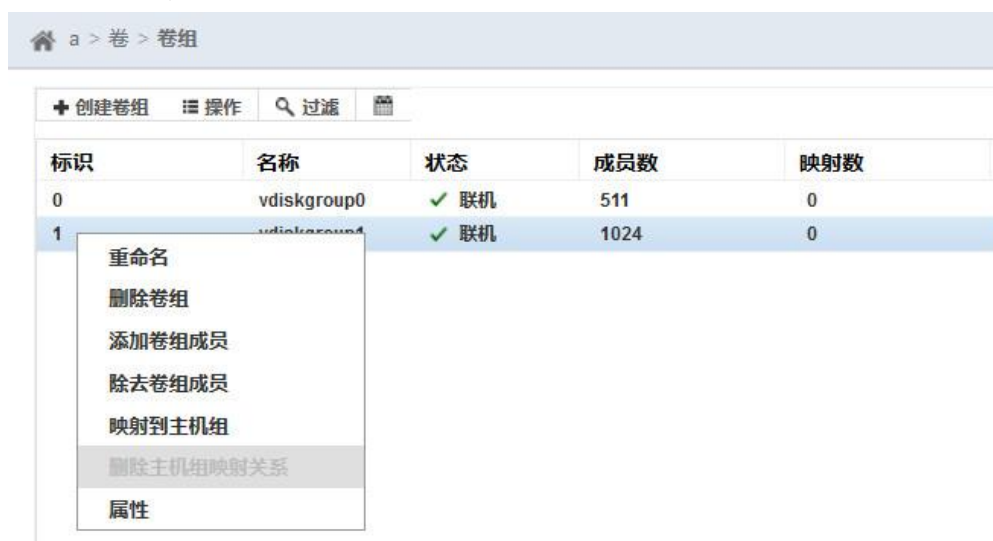 a > 卷 > 卷组
创建卷组 操作 过滤
标识 名称 状态 成员数 映射数
0 vdiskgroup0 联机 511 0
1 vdiskgroup1 联机 1024 0
重命名
删除卷组
添加卷组成员
除去卷组成员
映射到主机组
删除主机组映射关系
属性